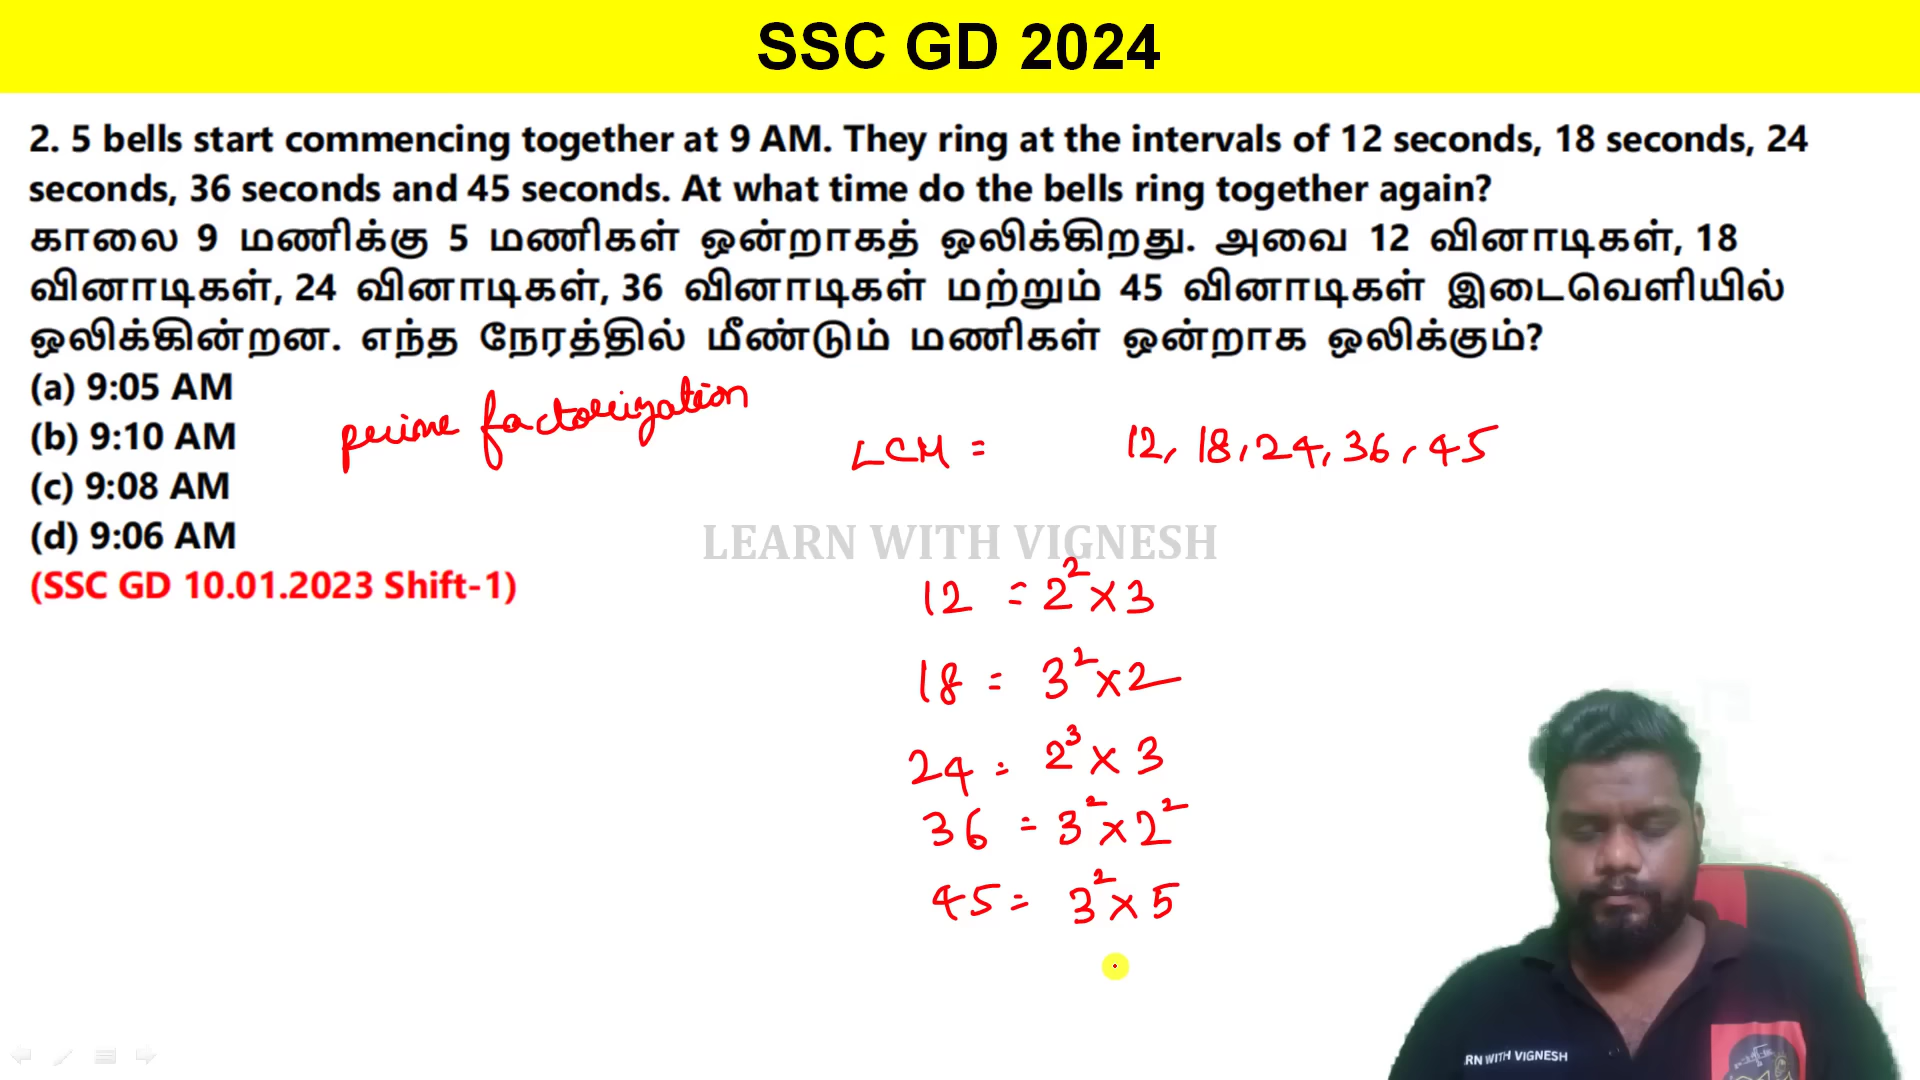 SSC GD 2024
2. 5 bells start commencing together at 9 AM. They ring at the intervals of 12 seconds, 18 seconds, 24
seconds, 36 seconds and 45 seconds. At what time do the bells ring together again?
காலை 9 மணிக்கு 5 மணிகள் ஒன்றாகத் ஒலிக்கிறது. அவை 12 வினாடிகள், 18
வினாடிகள், 24 வினாடிகள், 36 வினாடிகள் மற்றும் 45 வினாடிகள் இடைவெளியில்
ஒலிக்கின்றன. எந்த நேரத்தில் மீண்டும் மணிகள் ஒன்றாக ஒலிக்கும்?
(a) 9:05 AM
(b) 9:10 AM
(c) 9:08 AM
(d) 9:06 AM
(SSC GD 10.01.2023 Shift-1)
prime factorization
LCM = 12, 18, 24, 36, 45
LEARN WITH VIGNESH
12 = 2² × 3
18 = 3² × 2
24 = 2³ × 3
36 = 3² × 2²
45 = 3² × 5
RN WITH VIGNESH